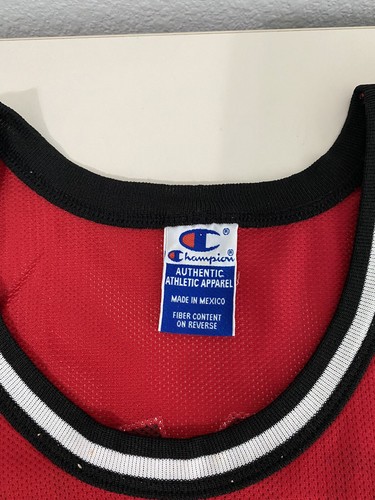 C®
Champion®
AUTHENTIC
ATHLETIC APPAREL
MADE IN MEXICO
FIBER CONTENT
ON REVERSE